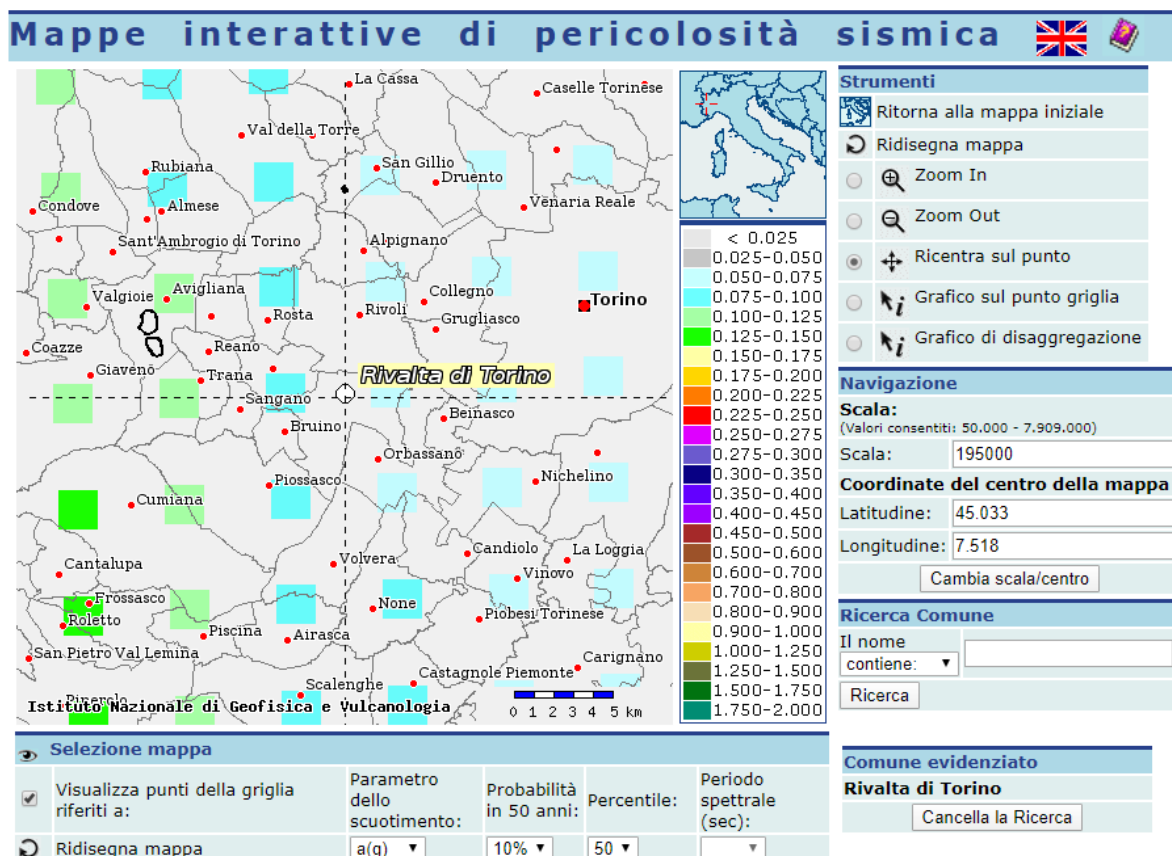 Mappe interattive di pericolosità sismica
La Cassa
Caselle Torinese
Val della Torre
Rubiana
San Gillio
Druento
Condove
Almese
Venaria Reale
Sant'Ambrogio di Torino
Alpignano
Valgioie
Avigliana
Collegno
Torino
Rosta
Rivoli
Grugliasco
Coazze
Reano
Giaveno
Trana
Rivalta di Torino
Sangano
Beinasco
Bruino
Orbassano
Piossasco
Nichelino
Cumiana
Candiolo
La Loggia
Volvera
Cantalupa
Vinovo
Frossasco
None
Roletto
Piobesi Torinese
Piscina
Airasca
San Pietro Val Lemina
Carignano
Castagnole Piemonte
Scalenghe
Pinerolo
Istituto Nazionale di Geofisica e Vulcanologia
0 1 2 3 4 5 km
< 0.025
0.025-0.050
0.050-0.075
0.075-0.100
0.100-0.125
0.125-0.150
0.150-0.175
0.175-0.200
0.200-0.225
0.225-0.250
0.250-0.275
0.275-0.300
0.300-0.350
0.350-0.400
0.400-0.450
0.450-0.500
0.500-0.600
0.600-0.700
0.700-0.800
0.800-0.900
0.900-1.000
1.000-1.250
1.250-1.500
1.500-1.750
1.750-2.000
Strumenti
Ritorna alla mappa iniziale
Ridisegna mappa
Zoom In
Zoom Out
Ricentra sul punto
Grafico sul punto griglia
Grafico di disaggregazione
Navigazione
Scala:
(Valori consentiti: 50.000 - 7.909.000)
Scala: 195000
Coordinate del centro della mappa
Latitudine: 45.033
Longitudine: 7.518
Cambia scala/centro
Ricerca Comune
Il nome
contiene:
Ricerca
Selezione mappa
Visualizza punti della griglia
riferiti a:
Parametro
dello
scuotimento:
Probabilità
in 50 anni:
Percentile:
Periodo
spettrale
(sec):
Ridisegna mappa a(g) 10% 50
Comune evidenziato
Rivalta di Torino
Cancella la Ricerca